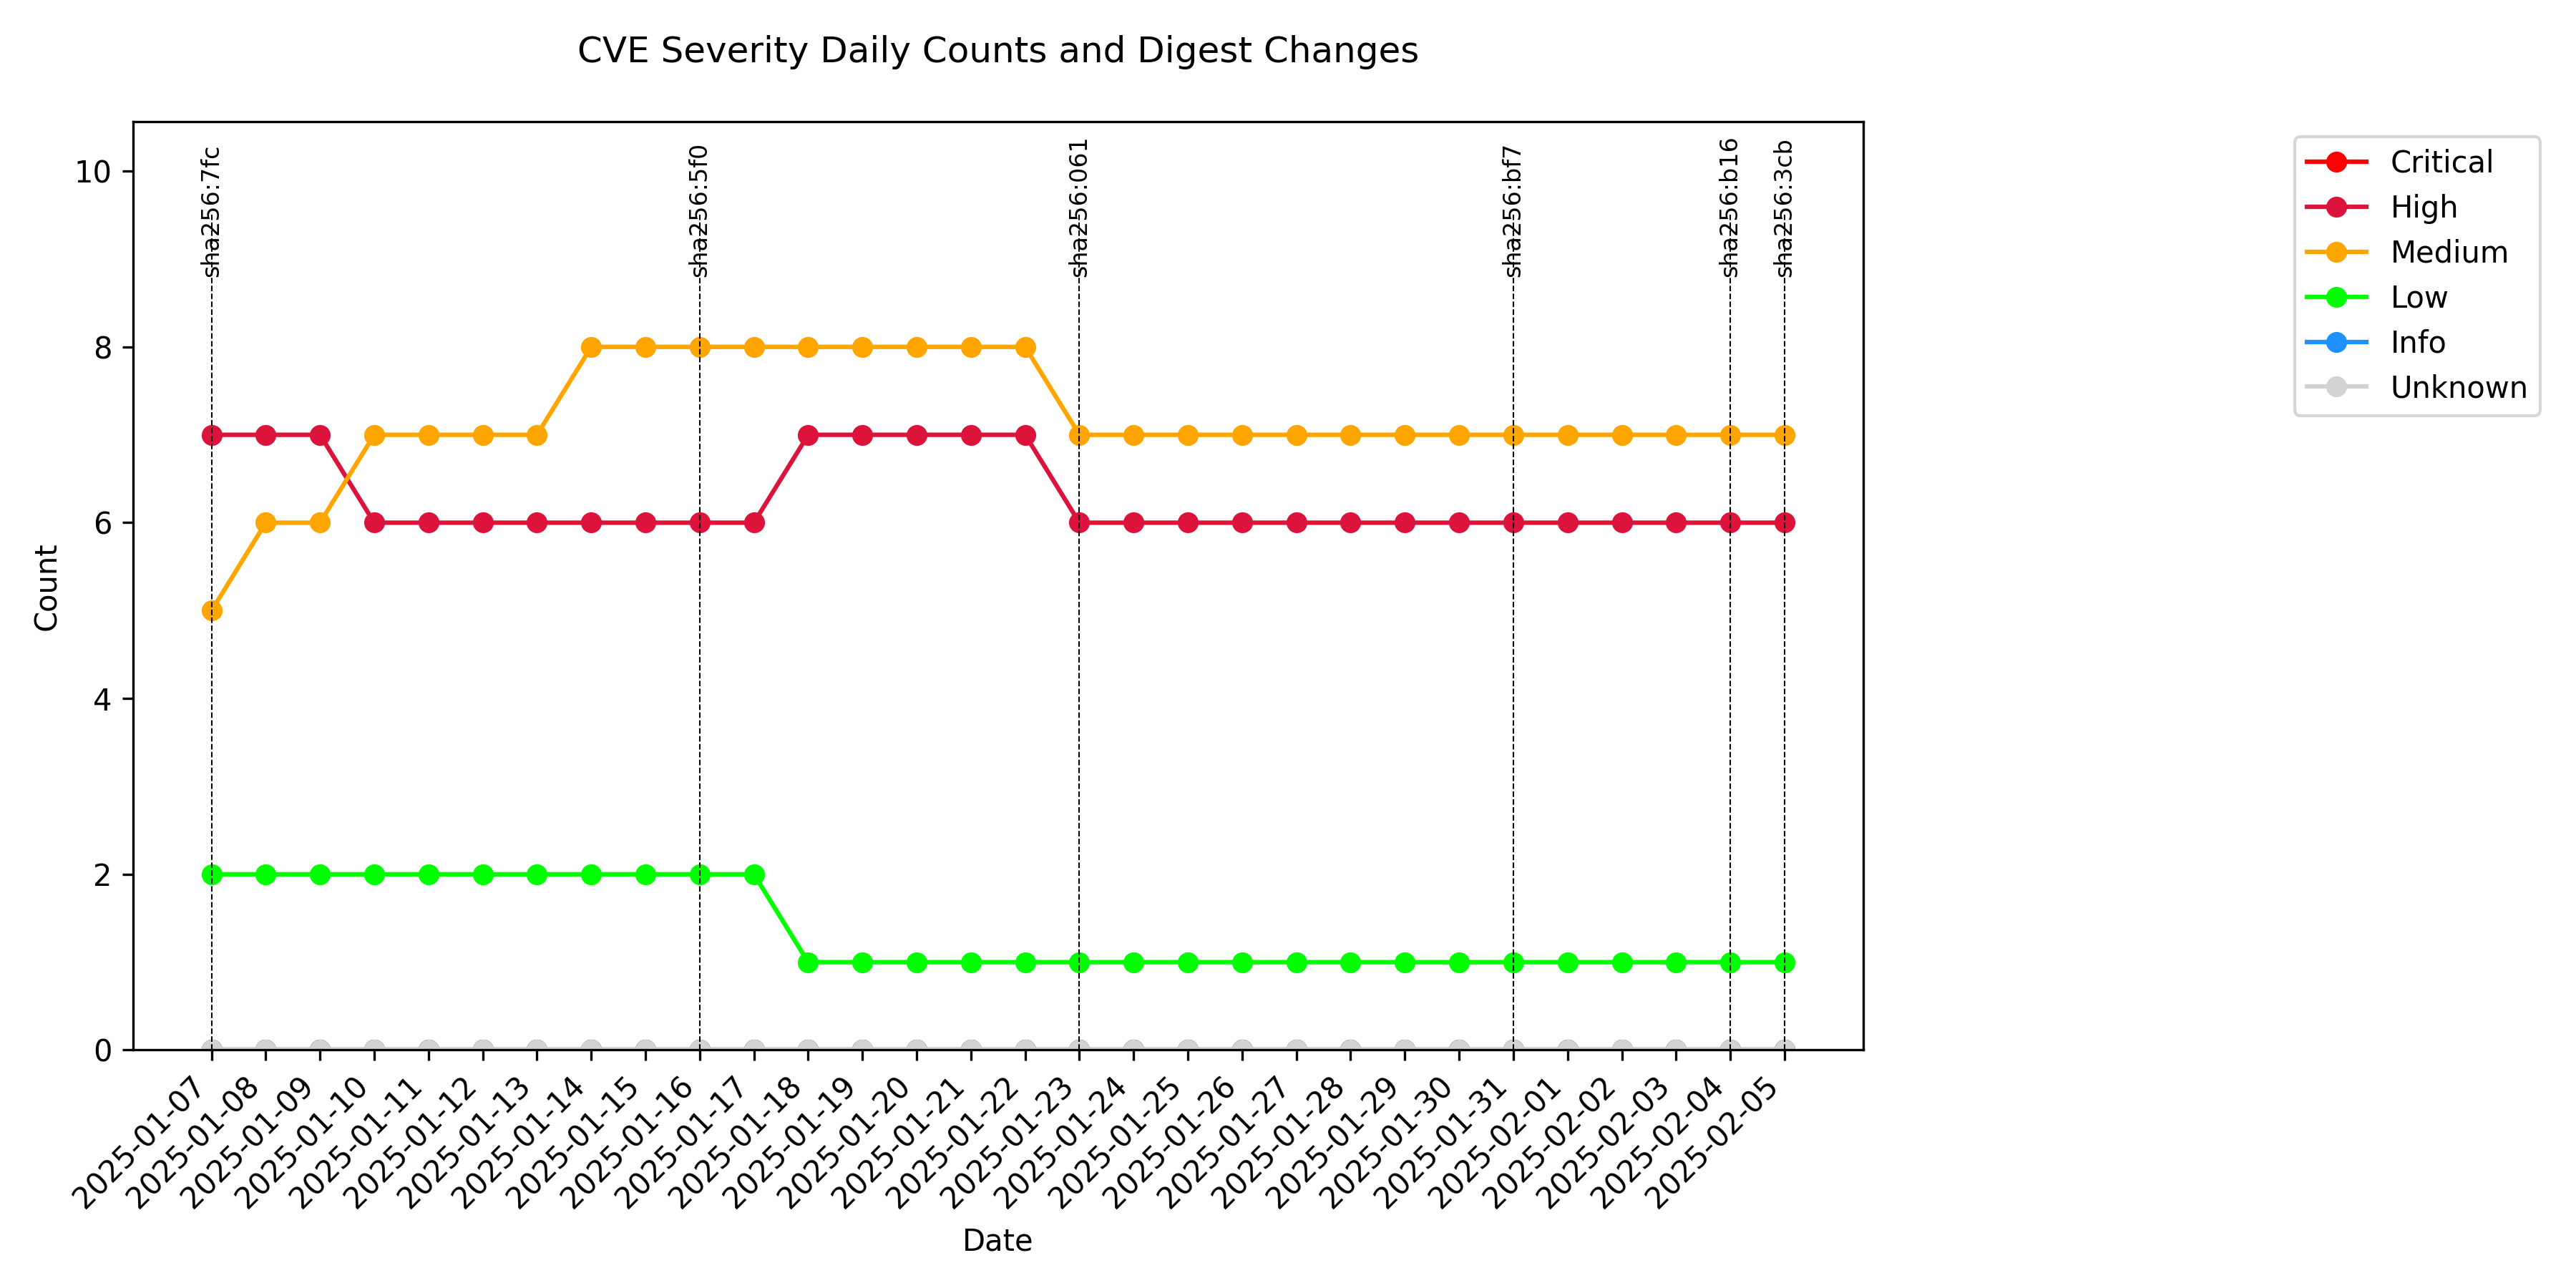 CVE Severity Daily Counts and Digest Changes
sha256:7fc
sha256:5f0
sha256:061
sha256:bf7
sha256:b16
sha256:3cb
Critical
High
Medium
Low
Info
Unknown
Count
10
8
6
4
2
0
2025-01-07
2025-01-08
2025-01-09
2025-01-10
2025-01-11
2025-01-12
2025-01-13
2025-01-14
2025-01-15
2025-01-16
2025-01-17
2025-01-18
2025-01-19
2025-01-20
2025-01-21
2025-01-22
2025-01-23
2025-01-24
2025-01-25
2025-01-26
2025-01-27
2025-01-28
2025-01-29
2025-01-30
2025-01-31
2025-02-01
2025-02-02
2025-02-03
2025-02-04
2025-02-05
Date